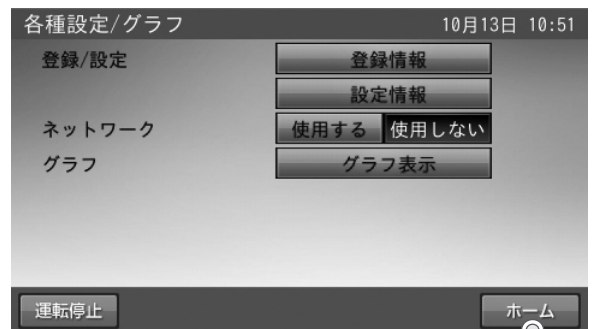 各種設定/グラフ 10月13日 10:51
登録/設定 登録情報
設定情報
ネットワーク 使用する 使用しない
グラフ グラフ表示
運転停止 ホーム